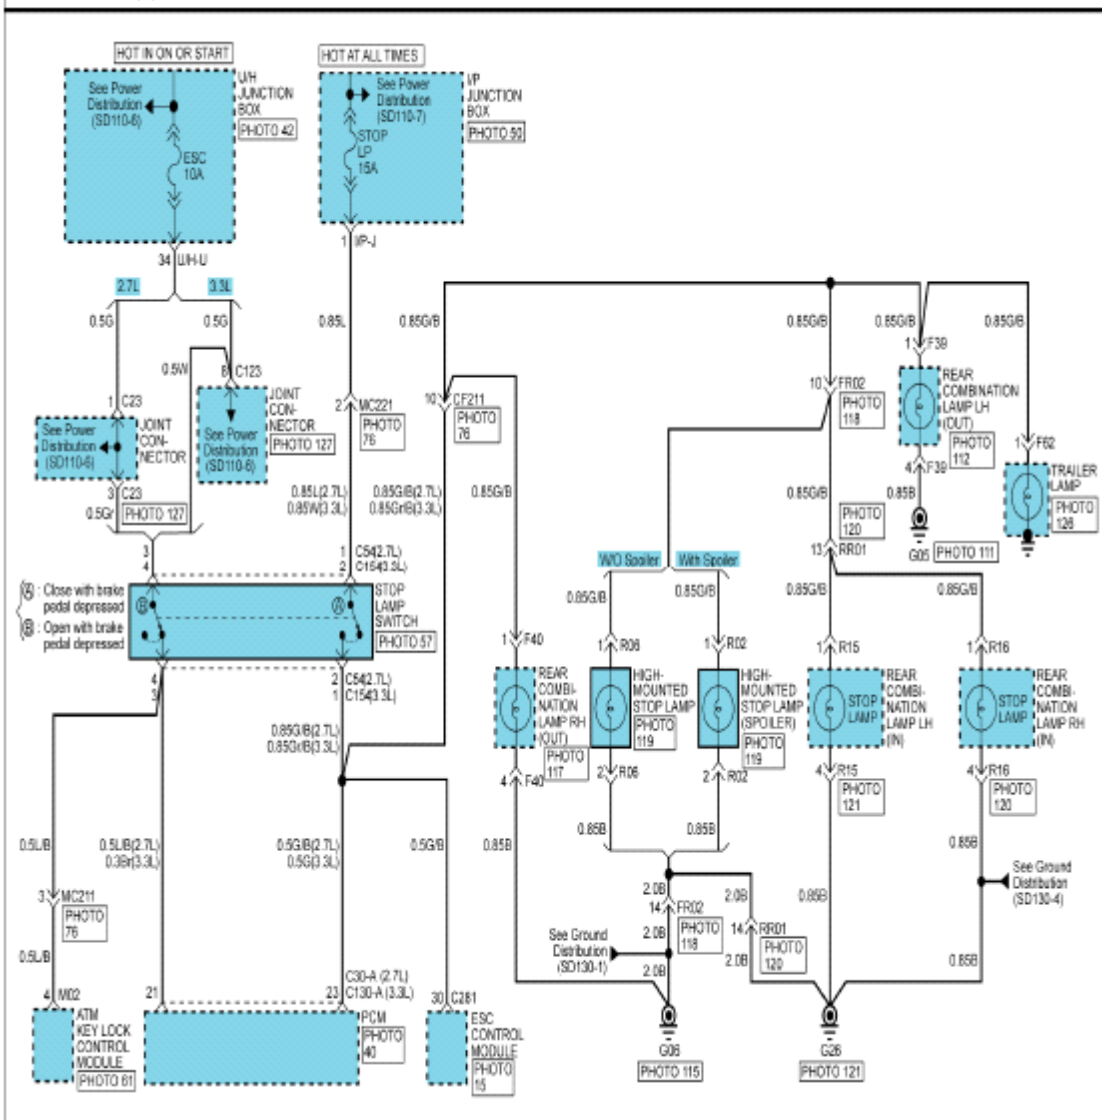 HOT IN ON OR START
HOT AT ALL TIMES
See Power
Distribution
(SD110-6)
ESC
10A
U/H
JUNCTION
BOX
PHOTO 42
See Power
Distribution
(SD110-7)
STOP
LP
15A
I/P
JUNCTION
BOX
PHOTO 50
34 U/H-U
1 I/P-J
2.7L
3.3L
0.5G
0.5G
0.85L
0.85G/B
0.85G/B
0.85G/B
0.85G/B
0.5W
8 C123
1 C23
See Power
Distribution
(SD110-6)
JOINT
CON-
NECTOR
See Power
Distribution
(SD110-6)
JOINT
CON-
NECTOR
PHOTO 127
3 C23
0.5Gr
PHOTO 127
2 MC221
PHOTO
76
10 CF211
PHOTO
76
10 FR02
PHOTO
118
1 F39
REAR
COMBINATION
LAMP LH
(OUT)
PHOTO
112
4 F39
0.85B
G05 PHOTO 111
1 F62
TRAILER
LAMP
PHOTO
126
0.85L(2.7L)
0.85W(3.3L)
0.85G/B(2.7L)
0.85Gr/B(3.3L)
0.85G/B
0.85G/B
PHOTO
120
13 RR01
3
4
1 C54(2.7L)
2 C154(3.3L)
W/O Spoiler
With Spoiler
0.85G/B
0.85G/B
0.85G/B
0.85G/B
A : Close with brake
pedal depressed
B : Open with brake
pedal depressed
B
A
STOP
LAMP
SWITCH
PHOTO 57
4
3
2 C54(2.7L)
1 C154(3.3L)
1 F40
1 R06
1 R02
1 R15
1 R16
REAR
COMBI-
NATION
LAMP RH
(OUT)
PHOTO
117
HIGH-
MOUNTED
STOP LAMP
PHOTO
119
HIGH-
MOUNTED
STOP LAMP
(SPOILER)
PHOTO
119
STOP
LAMP
REAR
COMBI-
NATION
LAMP LH
(IN)
STOP
LAMP
REAR
COMBI-
NATION
LAMP RH
(IN)
0.85G/B(2.7L)
0.85Gr/B(3.3L)
4 F40
2 R06
2 R02
4 R15
PHOTO
121
4 R16
PHOTO
120
0.5L/B
0.5L/B(2.7L)
0.3Br(3.3L)
0.5G/B(2.7L)
0.5G(3.3L)
0.5G/B
0.85B
0.85B
0.85B
0.85B
0.85B
See Ground
Distribution
(SD130-4)
3 MC211
PHOTO
76
2.0B
2.0B
14 FR02
PHOTO
118
14 RR01
PHOTO
120
See Ground
Distribution
(SD130-1)
2.0B
2.0B
2.0B
0.85B
0.5L/B
4 M02
21
C30-A (2.7L)
23 C130-A (3.3L)
30 C281
ATM
KEY LOCK
CONTROL
MODULE
PHOTO 61
PCM
PHOTO
40
ESC
CONTROL
MODULE
PHOTO
15
G06
PHOTO 115
G26
PHOTO 121